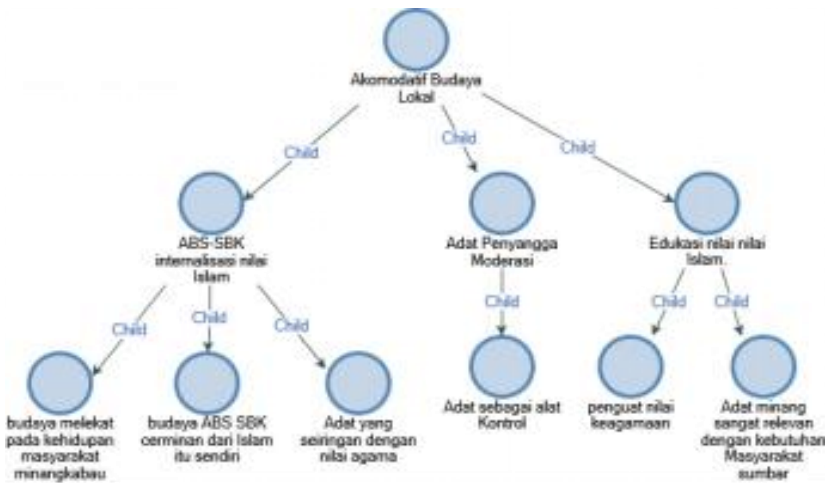 Akomodatif Budaya
Lokal
Child
Child
Child
ABS-SBK
internalisasi nilai
Islam
Adat Penyangga
Moderasi
Edukasi nilai nilai
Islam.
Child
Child
Child
Child
Child
Child
budaya melekat
pada kehidupan
masyarakat
minangkabau
budaya ABS SBK
cerminan dari Islam
itu sendiri
Adat yang
seiringan dengan
nilai agama
Adat sebagai alat
Kontrol
penguat nilai
keagamaan
Adat minang
sangat relevan
dengan kebutuhan
Masyarakat
sumbar